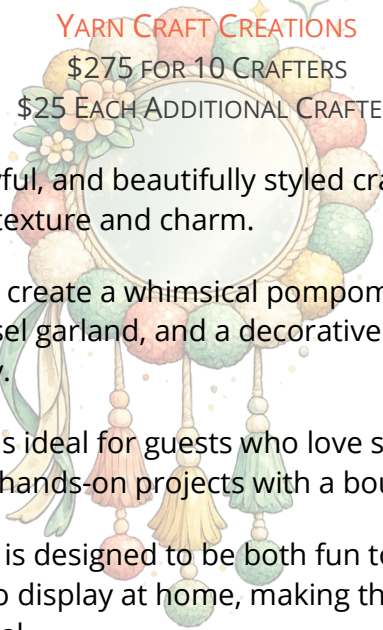 Yarn Craft Creations
$275 for 10 Crafters
$25 Each Additional Crafte
ful, and beautifully styled cra
texture and charm.
create a whimsical pompom
sel garland, and a decorative
.
s ideal for guests who love s
hands-on projects with a bou
is designed to be both fun to
o display at home, making th